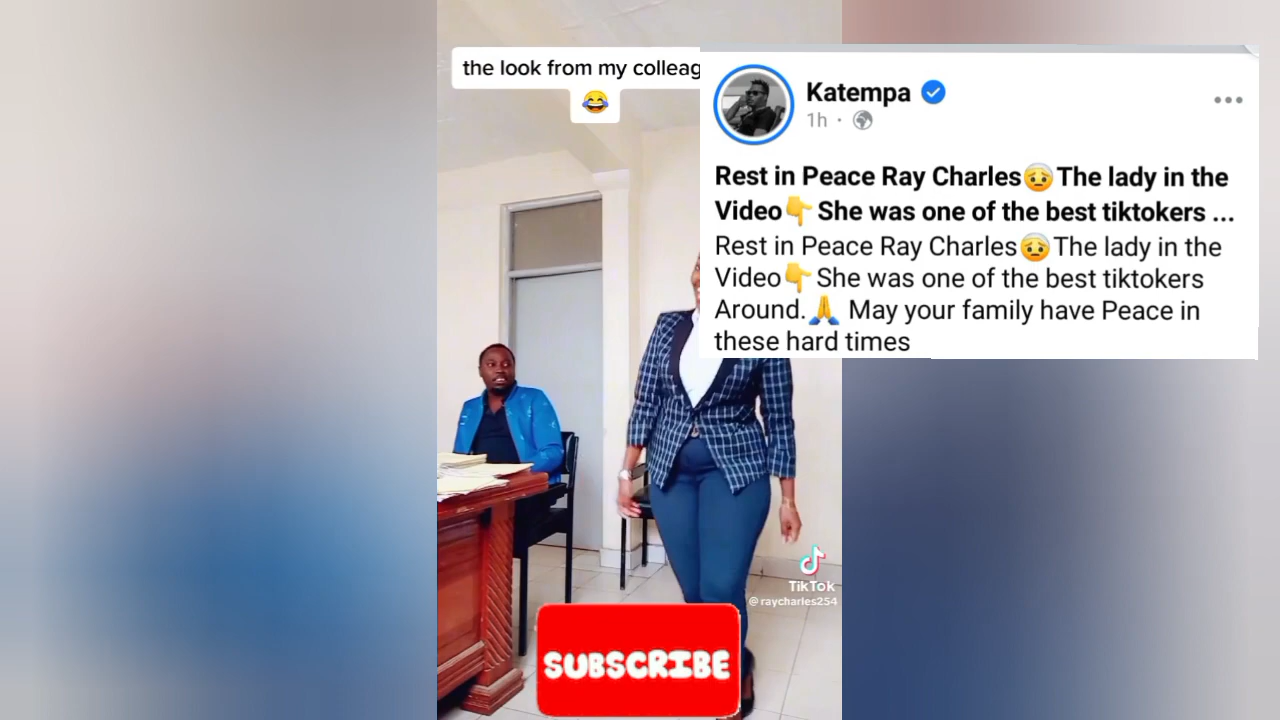 the look from my colleag
😂
Katempa
1h ·
Rest in Peace Ray Charles😥The lady in the
Video👇She was one of the best tiktokers ...
Rest in Peace Ray Charles😥The lady in the
Video👇She was one of the best tiktokers
Around.🙏 May your family have Peace in
these hard times
TikTok
@raycharles254
SUBSCRIBE